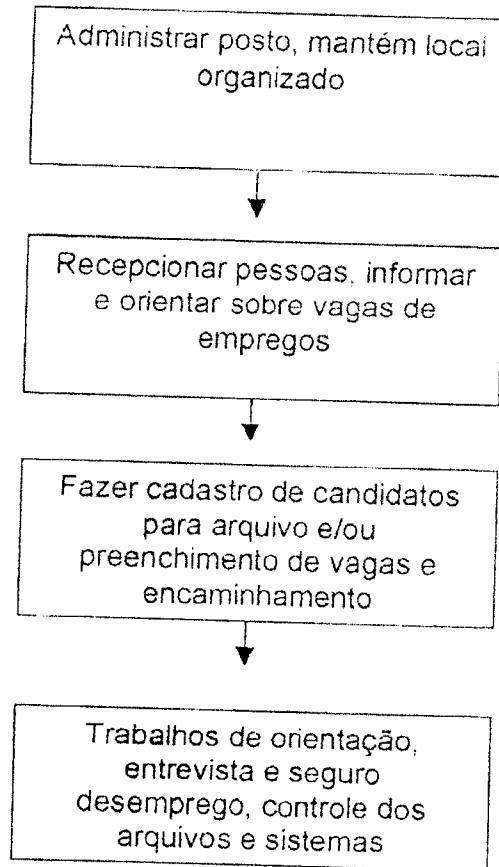 Administrar posto, mantém local
organizado
Recepcionar pessoas, informar
e orientar sobre vagas de
empregos
Fazer cadastro de candidatos
para arquivo e/ou
preenchimento de vagas e
encaminhamento
Trabalhos de orientação,
entrevista e seguro
desemprego, controle dos
arquivos e sistemas